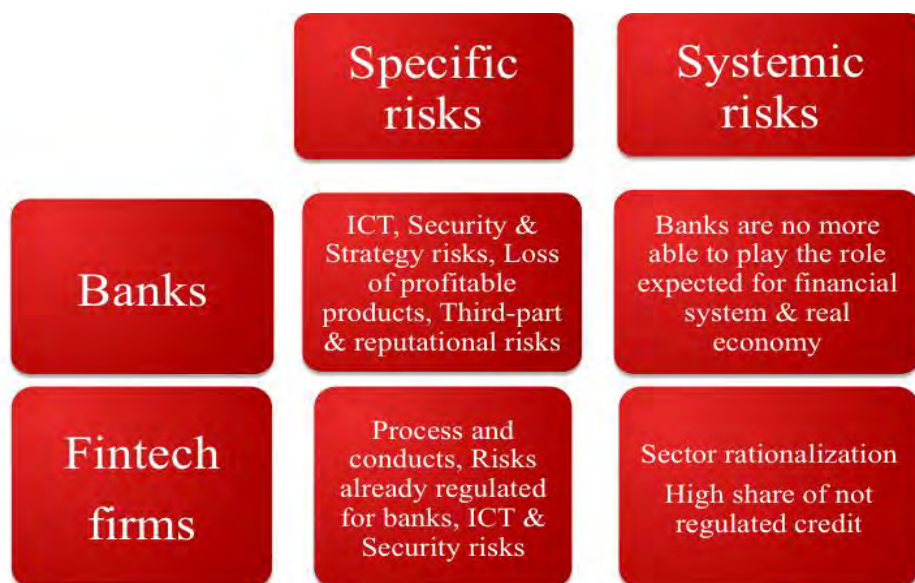 Specific
risks
Systemic
risks
Banks
ICT, Security &
Strategy risks, Loss
of profitable
products, Third-part
& reputational risks
Banks are no more
able to play the role
expected for financial
system & real
economy
Fintech
firms
Process and
conducts, Risks
already regulated
for banks, ICT &
Security risks
Sector rationalization
High share of not
regulated credit